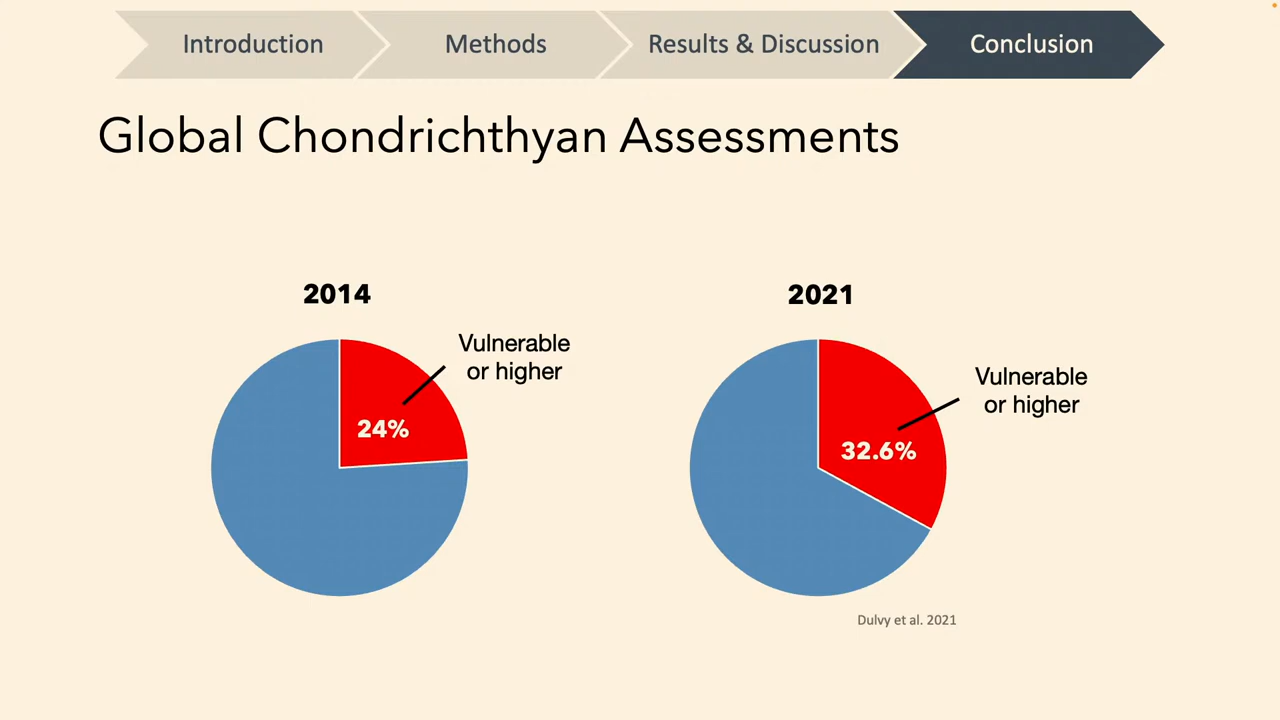 Introduction
Methods
Results & Discussion
Conclusion
Global Chondrichthyan Assessments
2014
Vulnerable
or higher
24%
2021
Vulnerable
or higher
32.6%
Dulvy et al. 2021